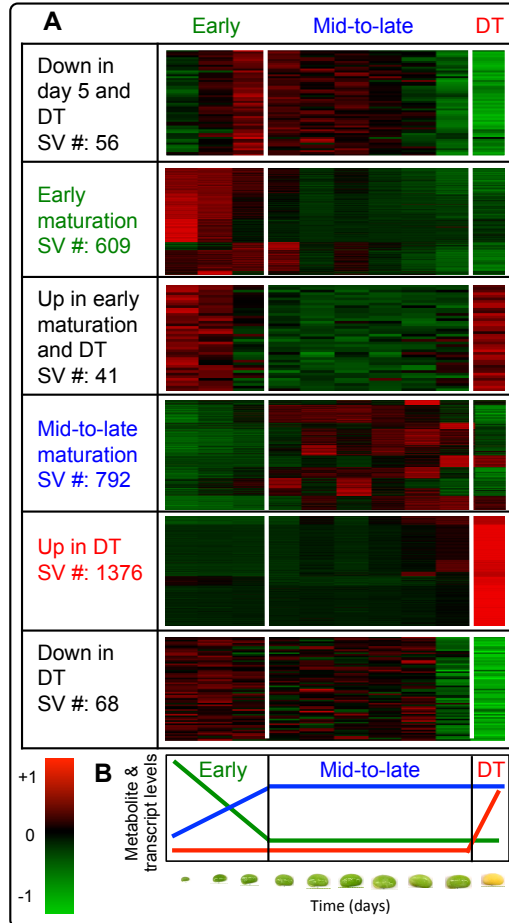 A
Early
Mid-to-late
DT
Down in
day 5 and
DT
SV #: 56
Early
maturation
SV #: 609
Up in early
maturation
and DT
SV #: 41
Mid-to-late
maturation
SV #: 792
Up in DT
SV #: 1376
Down in
DT
SV #: 68
+1
0
-1
B
Metabolite &
transcript levels
Early
Mid-to-late
DT
Time (days)